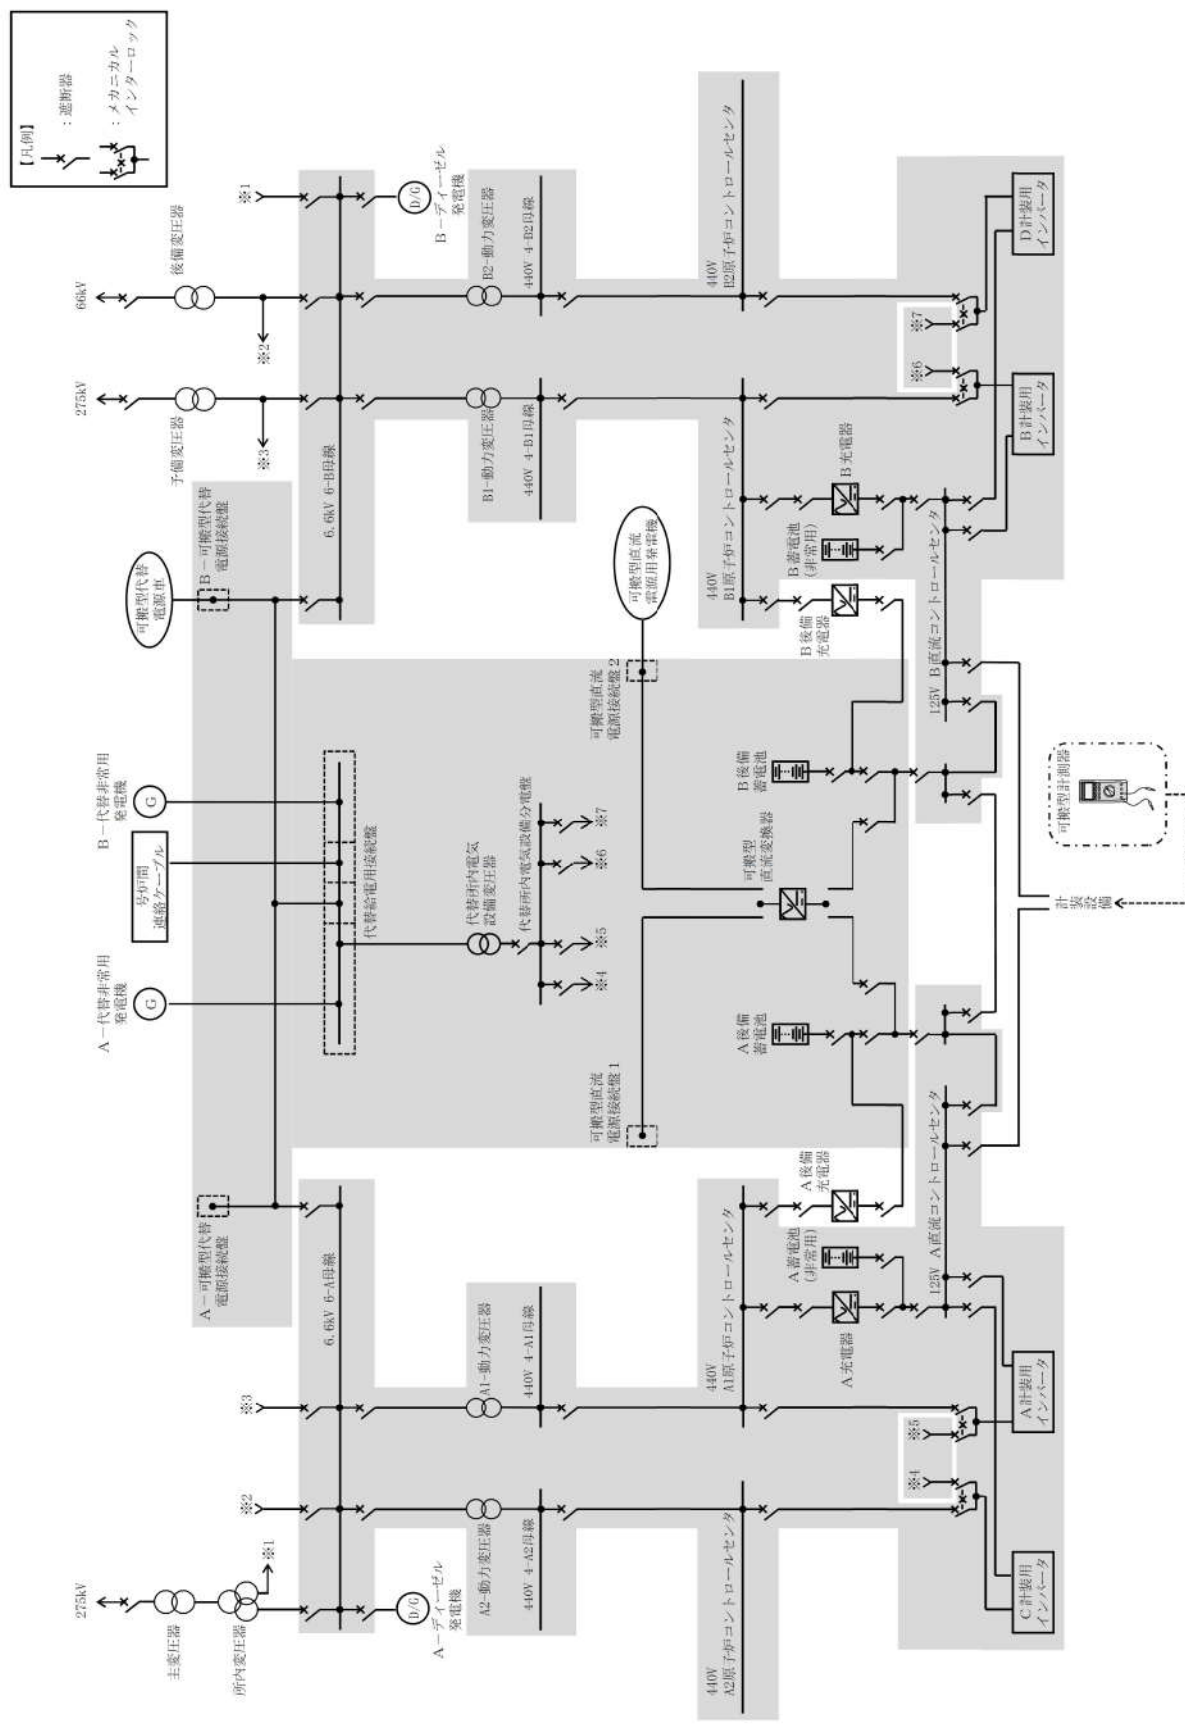 【凡例】
：遮断器
：メカニカル
インターロック
275kV
主変圧器
所内変圧器
※1
※2
※3
275kV
予備変圧器
※3
66kV
後備変圧器
※2
※1
A－代替非常用
発電機
G
号炉間
連絡ケーブル
B－代替非常用
発電機
G
可搬型代替
電源車
A－可搬型代替
電源接続盤
B－可搬型代替
電源接続盤
6.6kV 6-A母線
代替給電用接続盤
6.6kV 6-B母線
D/G
A－ディーゼル
発電機
D/G
B－ディーゼル
発電機
A2-動力変圧器
A1-動力変圧器
代替所内電気
設備変圧器
B1-動力変圧器
B2-動力変圧器
440V 4-A2母線
440V 4-A1母線
代替所内電気設備分電盤
440V 4-B1母線
440V 4-B2母線
※4
※5
※6
※7
可搬型直流
電源接続盤1
可搬型直流
電源接続盤2
可搬型直流
電源用発電機
440V
A2原子炉コントロールセンタ
440V
A1原子炉コントロールセンタ
440V
B1原子炉コントロールセンタ
440V
B2原子炉コントロールセンタ
A充電器
A蓄電池
(非常用)
A後備
充電器
A後備
蓄電池
可搬型
直流変換器
B後備
蓄電池
B後備
充電器
B蓄電池
(非常用)
B充電器
※4
※5
※6
※7
125V A直流コントロールセンタ
125V B直流コントロールセンタ
C計装用
インバータ
A計装用
インバータ
計装設備
可搬型計測器
B計装用
インバータ
D計装用
インバータ